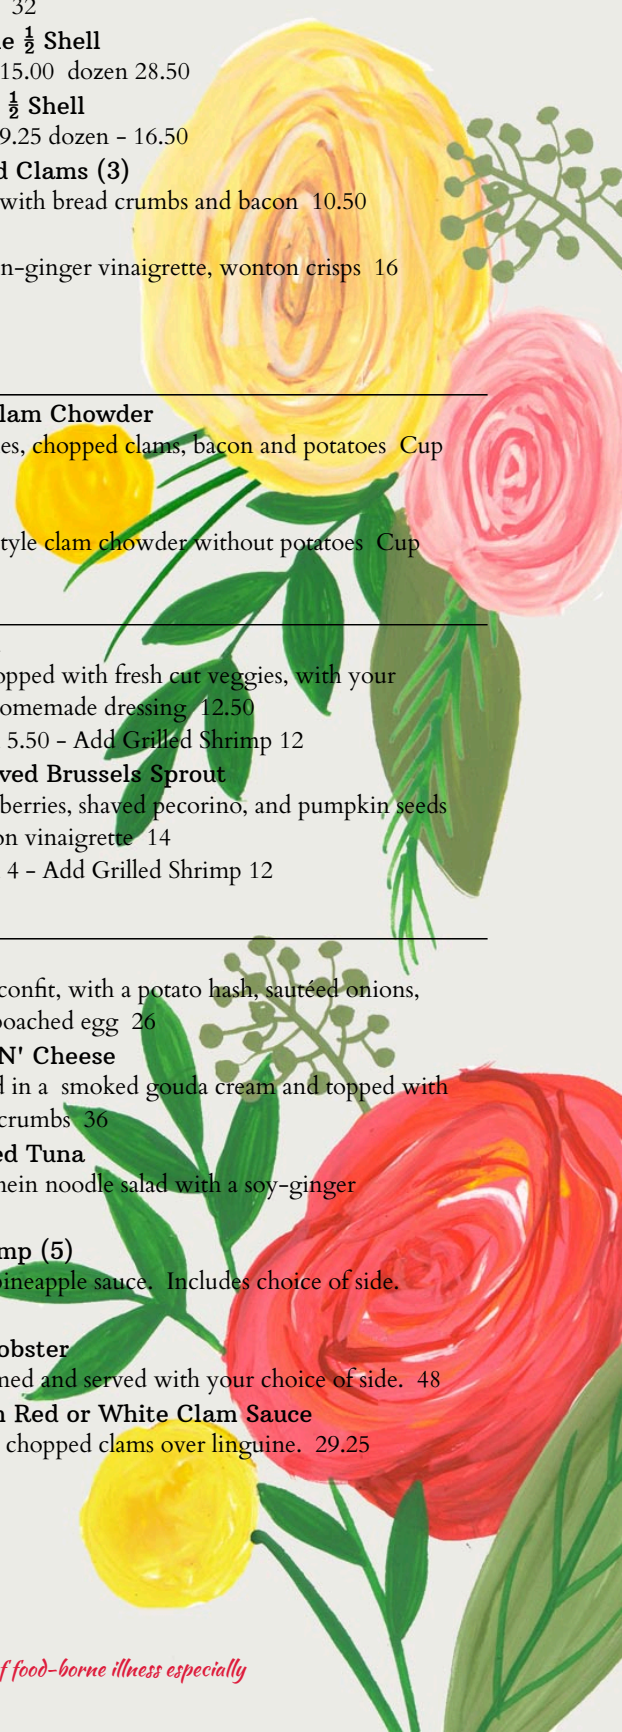 32
e ½ Shell
15.00 dozen 28.50
½ Shell
9.25 dozen - 16.50
d Clams (3)
with bread crumbs and bacon 10.50
n-ginger vinaigrette, wonton crisps 16
lam Chowder
es, chopped clams, bacon and potatoes Cup
tyle clam chowder without potatoes Cup
opped with fresh cut veggies, with your
omemade dressing 12.50
5.50 - Add Grilled Shrimp 12
ved Brussels Sprout
berries, shaved pecorino, and pumpkin seeds
on vinaigrette 14
4 - Add Grilled Shrimp 12
confit, with a potato hash, sautéed onions,
poached egg 26
N' Cheese
d in a smoked gouda cream and topped with
crumbs 36
ed Tuna
mein noodle salad with a soy-ginger
mp (5)
pineapple sauce. Includes choice of side.
obster
med and served with your choice of side. 48
n Red or White Clam Sauce
chopped clams over linguine. 29.25
f food-borne illness especially